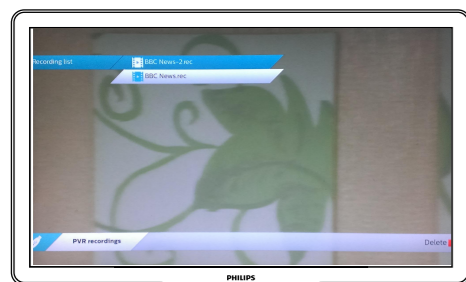 Recording list
BBC News-2.rec
BBC News.rec
PVR recordings
Delete
PHILIPS